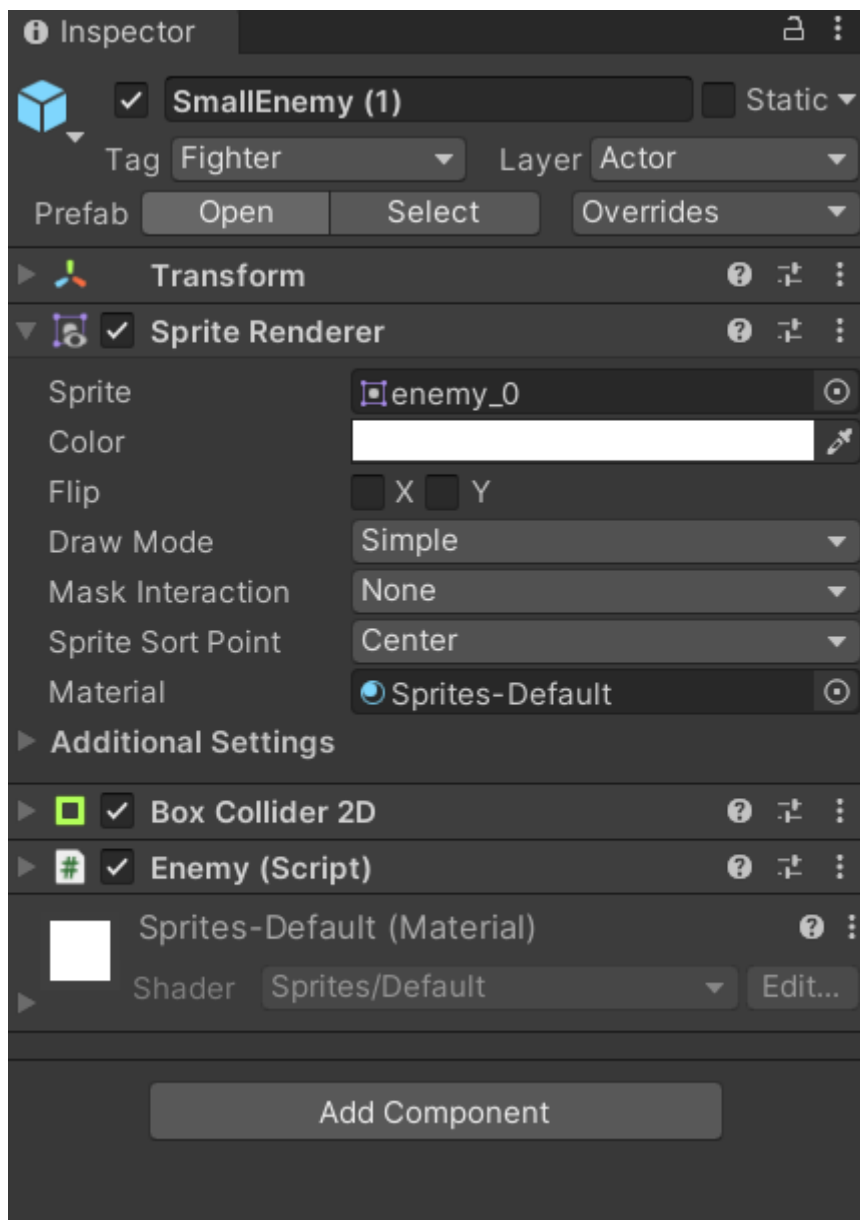 Inspector
SmallEnemy (1) Static
Tag Fighter Layer Actor
Prefab Open Select Overrides
Transform
Sprite Renderer
Sprite enemy_0
Color
Flip X Y
Draw Mode Simple
Mask Interaction None
Sprite Sort Point Center
Material Sprites-Default
Additional Settings
Box Collider 2D
# Enemy (Script)
Sprites-Default (Material)
Shader Sprites/Default Edit...
Add Component